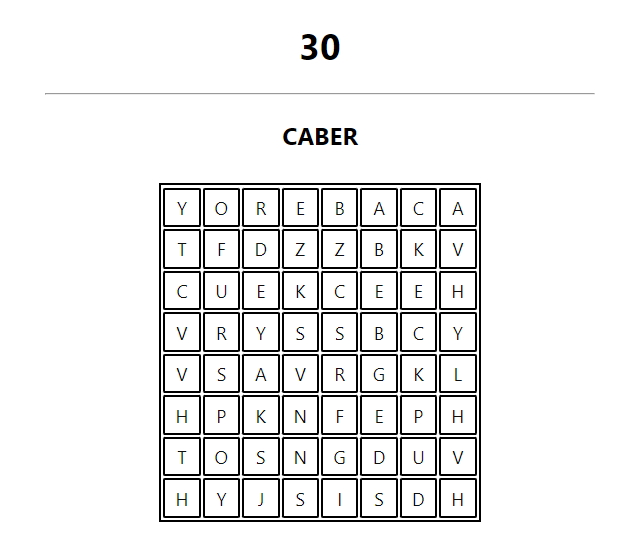 30
CABER
Y O R E B A C A
T F D Z Z B K V
C U E K C E E H
V R Y S S B C Y
V S A V R G K L
H P K N F E P H
T O S N G D U V
H Y J S I S D H